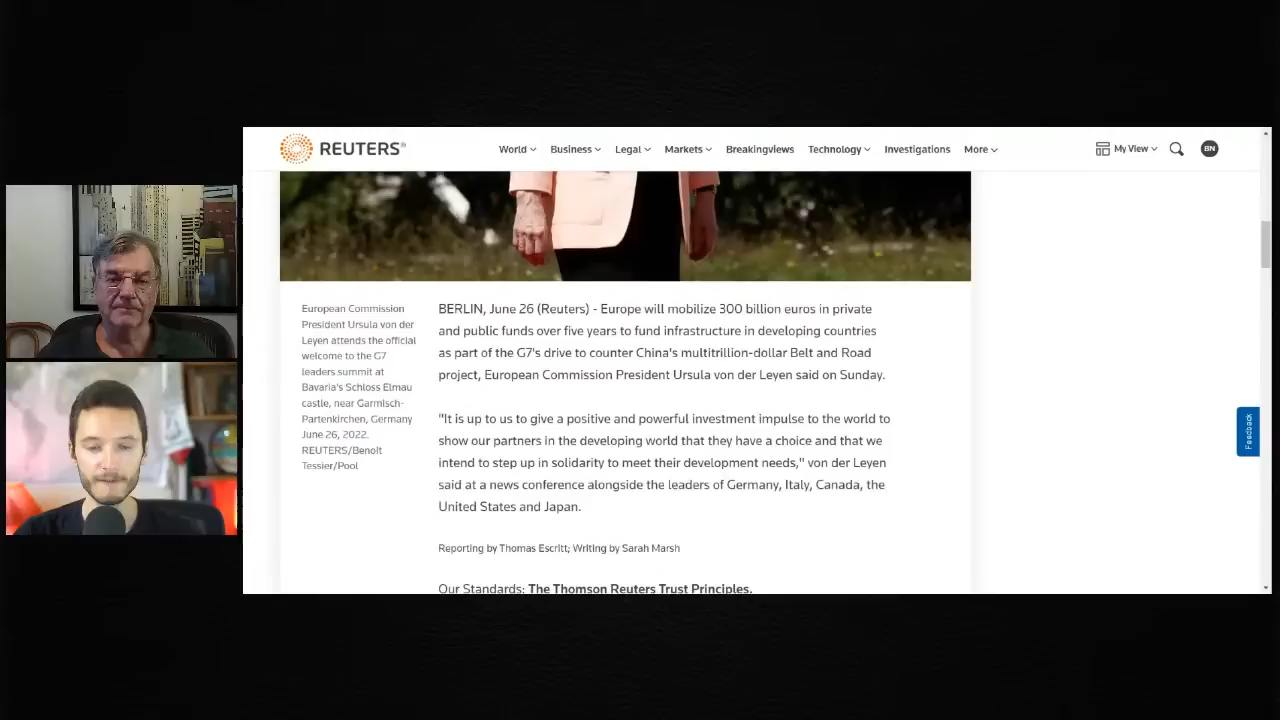 REUTERS®
World
Business
Legal
Markets
Breakingviews
Technology
Investigations
More
My View
BN
European Commission
President Ursula von der
Leyen attends the official
welcome to the G7
leaders summit at
Bavaria's Schloss Elmau
castle, near Garmisch-
Partenkirchen, Germany
June 26, 2022.
REUTERS/Benoit
Tessier/Pool
BERLIN, June 26 (Reuters) - Europe will mobilize 300 billion euros in private
and public funds over five years to fund infrastructure in developing countries
as part of the G7's drive to counter China's multitrillion-dollar Belt and Road
project, European Commission President Ursula von der Leyen said on Sunday.
"It is up to us to give a positive and powerful investment impulse to the world to
show our partners in the developing world that they have a choice and that we
intend to step up in solidarity to meet their development needs," von der Leyen
said at a news conference alongside the leaders of Germany, Italy, Canada, the
United States and Japan.
Reporting by Thomas Escritt; Writing by Sarah Marsh
Our Standards: The Thomson Reuters Trust Principles.
Feedback